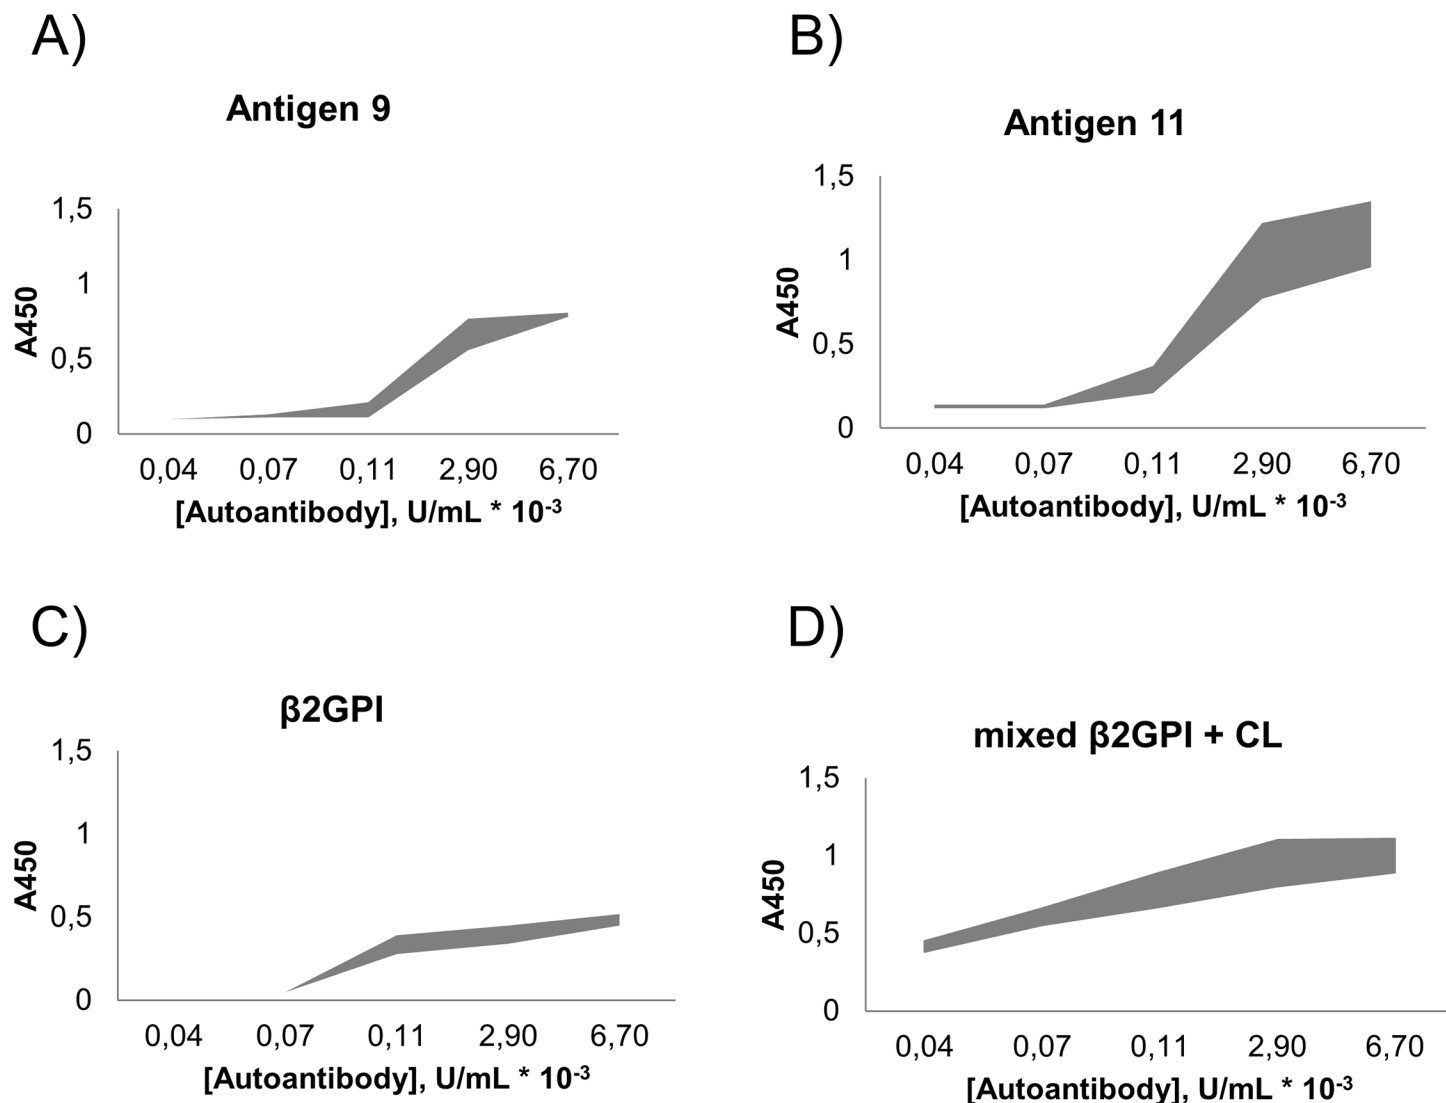 A)
Antigen 9
1,5
1
0,5
0
A450
0,04 0,07 0,11 2,90 6,70
[Autoantibody], U/mL * 10-3
B)
Antigen 11
1,5
1
0,5
0
A450
0,04 0,07 0,11 2,90 6,70
[Autoantibody], U/mL * 10-3
C)
β2GPI
1,5
1
0,5
0
A450
0,04 0,07 0,11 2,90 6,70
[Autoantibody], U/mL * 10-3
D)
mixed β2GPI + CL
1,5
1
0,5
0
A450
0,04 0,07 0,11 2,90 6,70
[Autoantibody], U/mL * 10-3